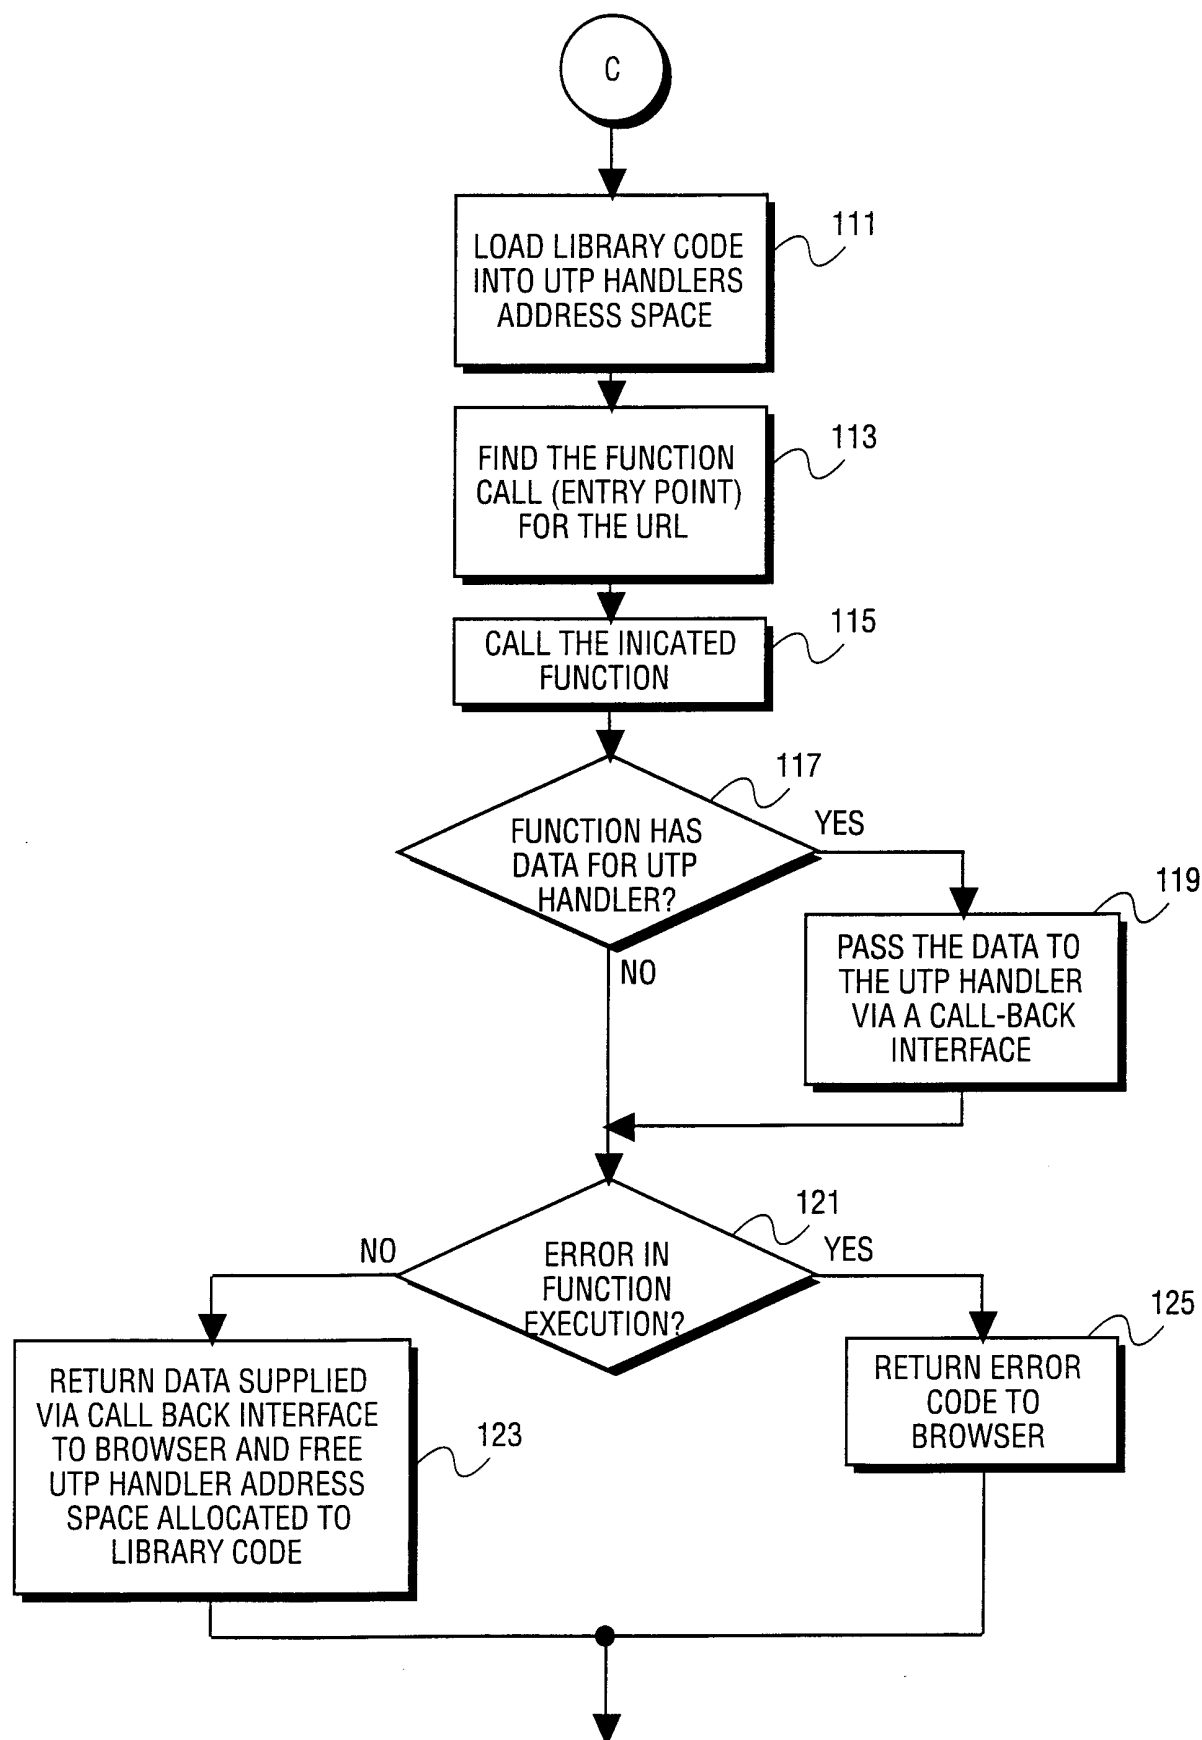 C
LOAD LIBRARY CODE
INTO UTP HANDLERS
ADDRESS SPACE
111
FIND THE FUNCTION
CALL (ENTRY POINT)
FOR THE URL
113
CALL THE INICATED
FUNCTION
115
117
FUNCTION HAS
DATA FOR UTP
HANDLER?
YES
NO
119
PASS THE DATA TO
THE UTP HANDLER
VIA A CALL-BACK
INTERFACE
121
ERROR IN
FUNCTION
EXECUTION?
NO
YES
RETURN DATA SUPPLIED
VIA CALL BACK INTERFACE
TO BROWSER AND FREE
UTP HANDLER ADDRESS
SPACE ALLOCATED TO
LIBRARY CODE
123
125
RETURN ERROR
CODE TO
BROWSER